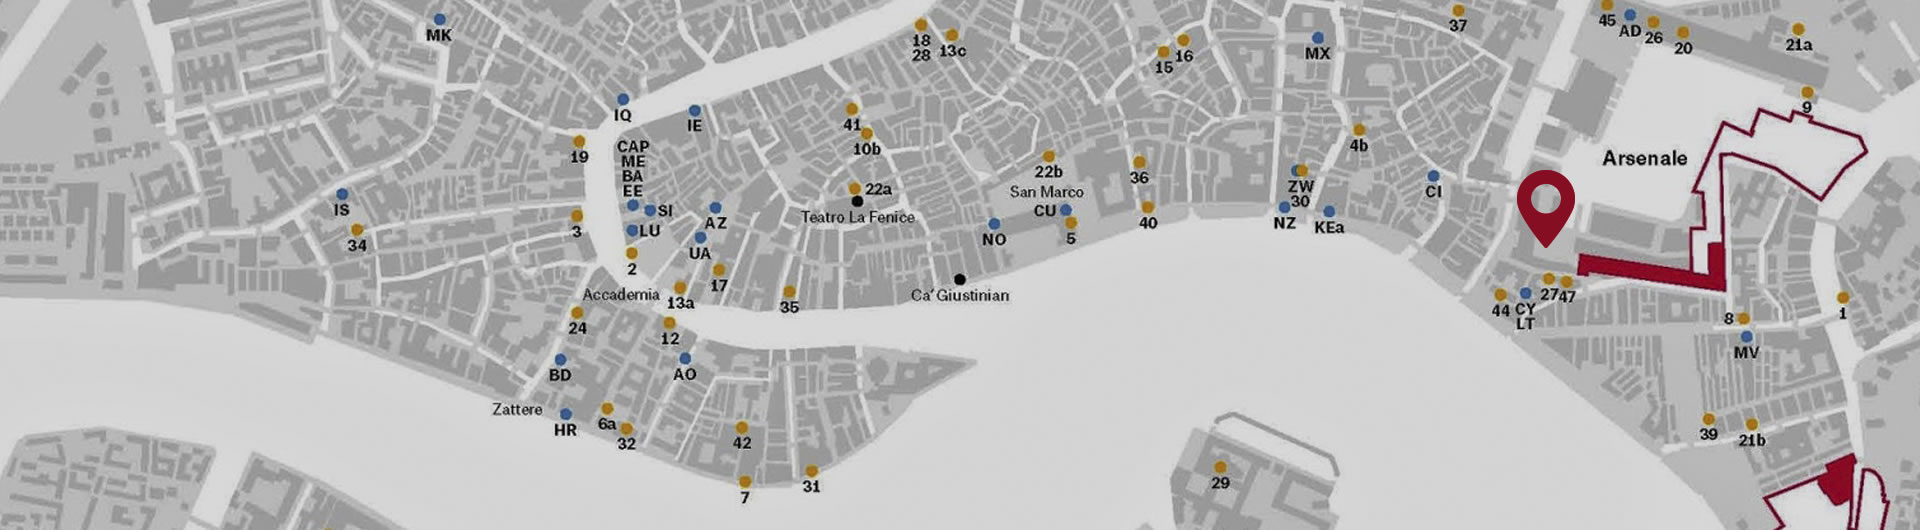 MK
18
28
13c
15
16
MX
37
45
AD
26
20
21a
9
IQ
IE
41
10b
19
CAP
ME
BA
EE
SI
LU
AZ
UA
22a
Teatro La Fenice
22b
San Marco
CU
5
NO
36
40
4b
ZW
30
NZ
KEa
CI
Arsenale
IS
34
3
2
Accademia
13a
17
35
Ca' Giustinian
24
12
BD
AO
Zattere
HR
6a
32
42
7
31
29
44
CY
LT
27
47
8
MV
1
39
21b